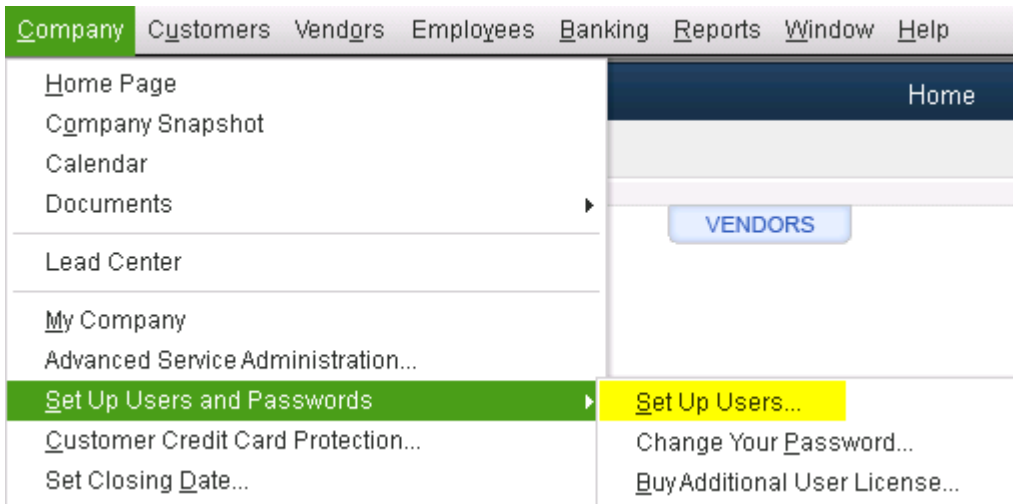 Company Customers Vendors Employees Banking Reports Window Help
Home Page
Home
Company Snapshot
Calendar
Documents
VENDORS
Lead Center
My Company
Advanced Service Administration...
Set Up Users and Passwords
Set Up Users...
Customer Credit Card Protection...
Change Your Password...
Set Closing Date...
Buy Additional User License...